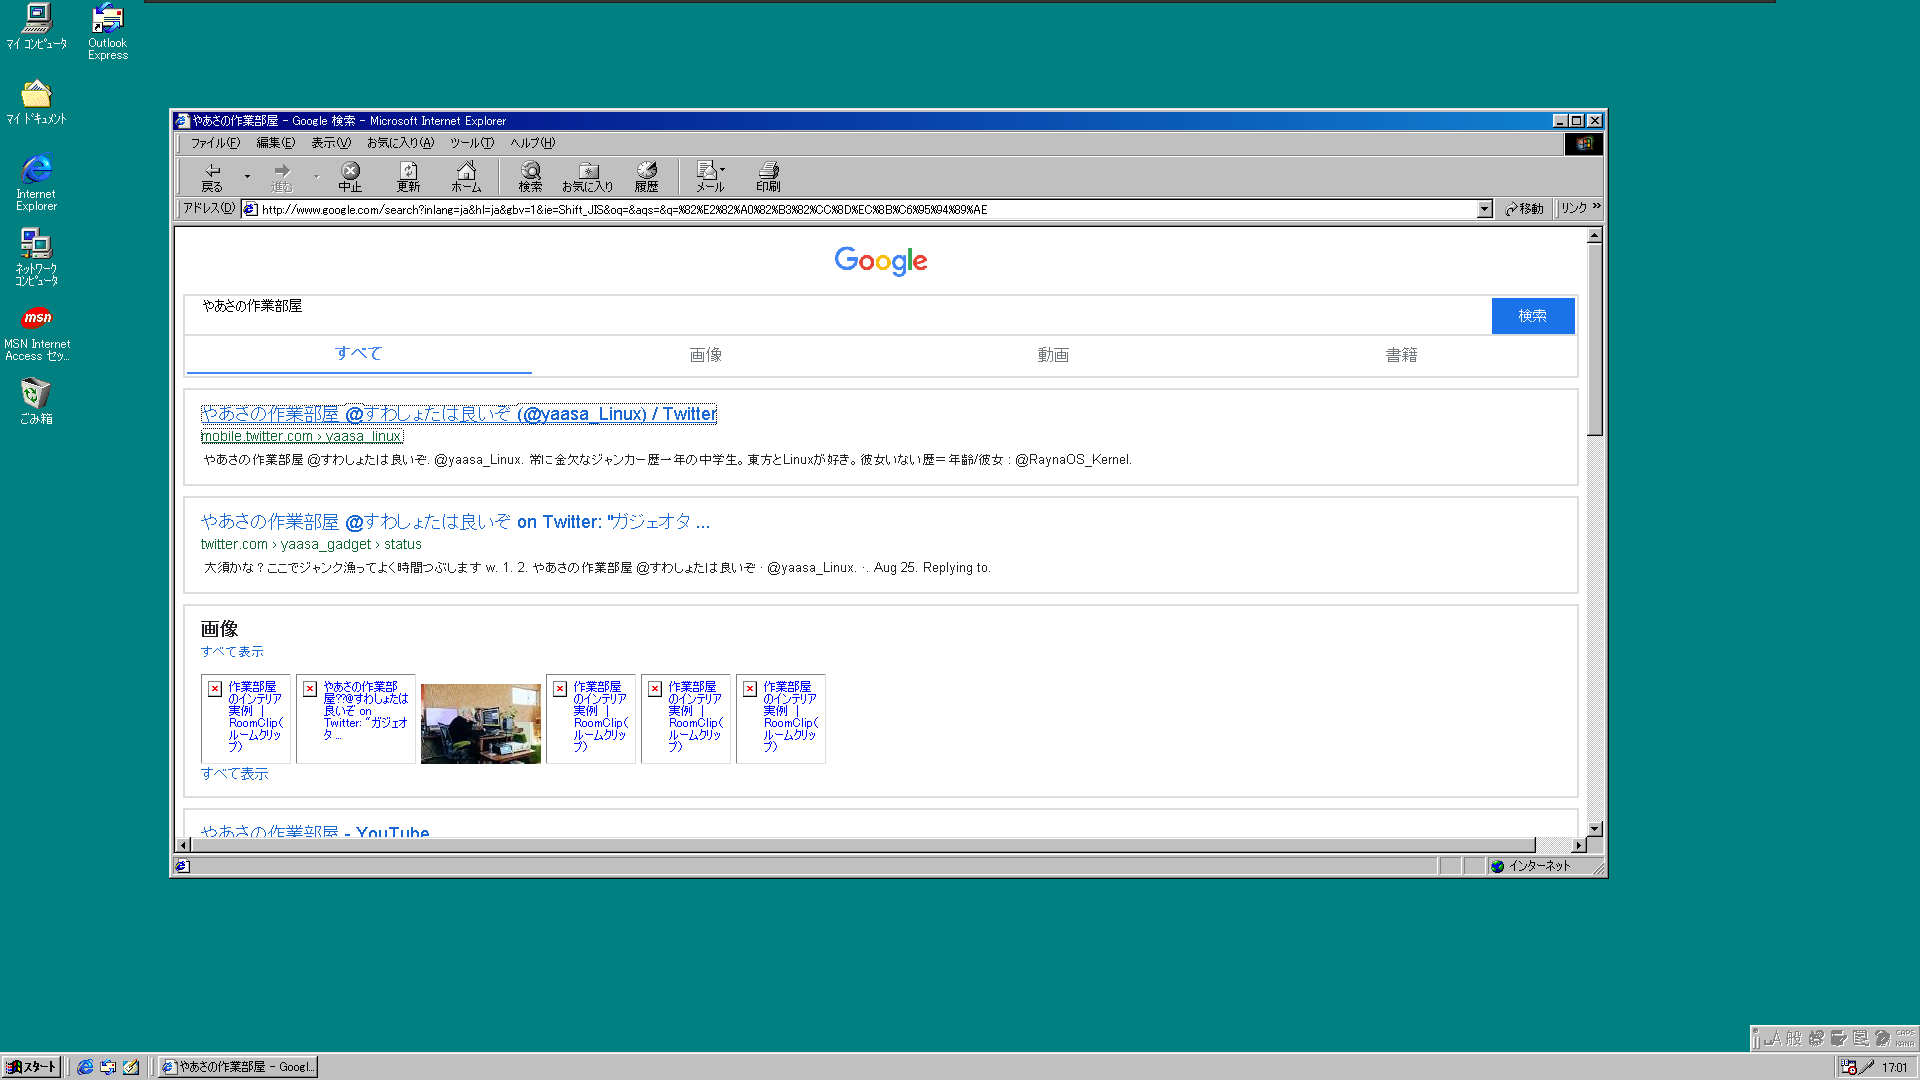 マイ コンピュータ
Outlook
Express
マイ ドキュメント
Internet
Explorer
ネットワーク
コンピュータ
msn
MSN Internet
Access セッ...
ごみ箱
やあさの作業部屋 - Google 検索 - Microsoft Internet Explorer
ファイル(F) 編集(E) 表示(V) お気に入り(A) ツール(T) ヘルプ(H)
戻る 進む 中止 更新 ホーム 検索 お気に入り 履歴 メール 印刷
アドレス(D) http://www.google.com/search?inlang=ja&hl=ja&gbv=1&ie=Shift_JIS&oq=&aqs=&q=%82%E2%82%A0%82%B3%82%CC%8D%EC%8B%C6%95%94%89%AE 移動 リンク »
Google
やあさの作業部屋 検索
すべて 画像 動画 書籍
やあさの作業部屋 @すわしょたは良いぞ (@yaasa_Linux) / Twitter
mobile.twitter.com › yaasa_linux
やあさの作業部屋 @すわしょたは良いぞ. @yaasa_Linux. 常に金欠なジャンカー歴一年の中学生。東方とLinuxが好き。彼女いない歴＝年齢/彼女 : @RaynaOS_Kernel.
やあさの作業部屋 @すわしょたは良いぞ on Twitter: "ガジェオタ ...
twitter.com › yaasa_gadget › status
大須かな？ここでジャンク漁ってよく時間つぶします w. 1. 2. やあさの作業部屋 @すわしょたは良いぞ · @yaasa_Linux. ·. Aug 25. Replying to.
画像
すべて表示
作業部屋
のインテリア
実例 |
RoomClip(
ルームクリッ
プ)
やあさの作業部
屋??@すわしょたは
良いぞ on
Twitter: "ガジェオ
タ ...
作業部屋
のインテリア
実例 |
RoomClip(
ルームクリッ
プ)
作業部屋
のインテリア
実例 |
RoomClip(
ルームクリッ
プ)
作業部屋
のインテリア
実例 |
RoomClip(
ルームクリッ
プ)
すべて表示
やあさの作業部屋 - YouTube
インターネット
A 般 CAPS
KANA
スタート やあさの作業部屋 - Googl... 17:01